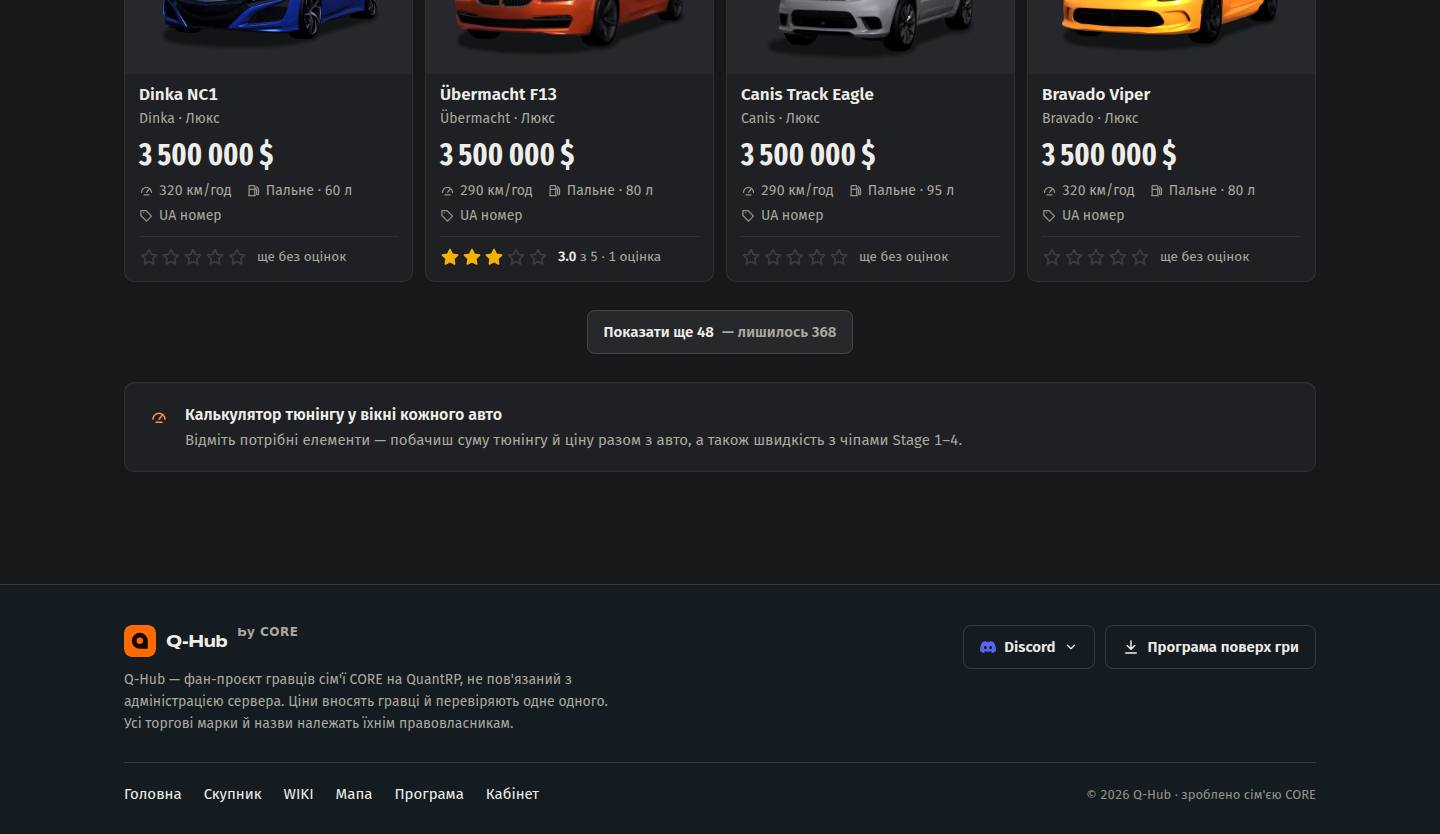 Dinka NC1
Dinka · Люкс
3 500 000 $
320 км/год Пальне · 60 л
UA номер
ще без оцінок
Übermacht F13
Übermacht · Люкс
3 500 000 $
290 км/год Пальне · 80 л
UA номер
3.0 з 5 · 1 оцінка
Canis Track Eagle
Canis · Люкс
3 500 000 $
290 км/год Пальне · 95 л
UA номер
ще без оцінок
Bravado Viper
Bravado · Люкс
3 500 000 $
320 км/год Пальне · 80 л
UA номер
ще без оцінок
Показати ще 48 — лишилось 368
Калькулятор тюнінгу у вікні кожного авто
Відміть потрібні елементи — побачиш суму тюнінгу й ціну разом з авто, а також швидкість з чіпами Stage 1–4.
Q-Hub by CORE
Q-Hub — фан-проєкт гравців сім'ї CORE на QuantRP, не пов'язаний з
адміністрацією сервера. Ціни вносять гравці й перевіряють одне одного.
Усі торгові марки й назви належать їхнім правовласникам.
Discord
Програма поверх гри
Головна Скупник WIKI Мапа Програма Кабінет
© 2026 Q-Hub · зроблено сім'єю CORE